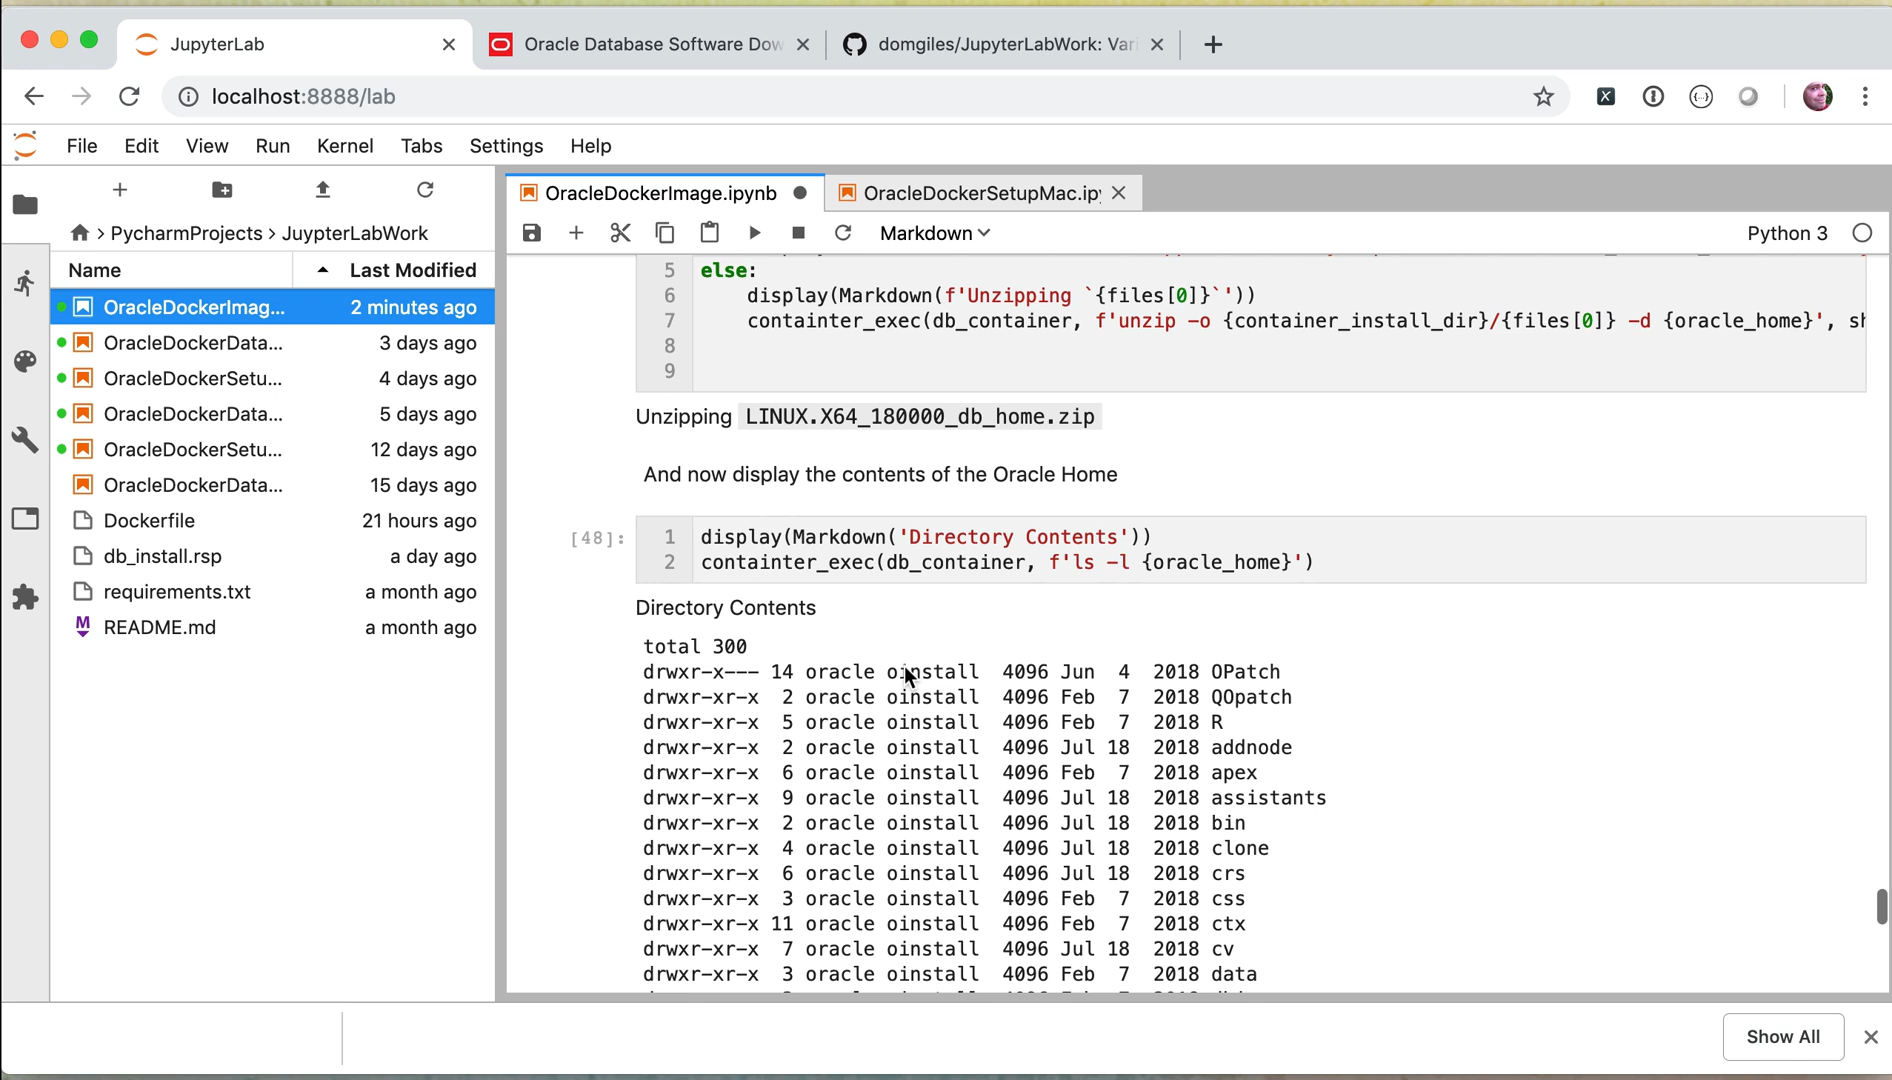 JupyterLab
Oracle Database Software Dow
domgiles/JupyterLabWork: Vari
localhost:8888/lab
File Edit View Run Kernel Tabs Settings Help
OracleDockerImage.ipynb
OracleDockerSetupMac.ipy
PycharmProjects > JuypterLabWork
Markdown
Python 3
Name Last Modified
OracleDockerImag... 2 minutes ago
OracleDockerData... 3 days ago
OracleDockerSetu... 4 days ago
OracleDockerData... 5 days ago
OracleDockerSetu... 12 days ago
OracleDockerData... 15 days ago
Dockerfile 21 hours ago
db_install.rsp a day ago
requirements.txt a month ago
README.md a month ago
5 else:
6 display(Markdown(f'Unzipping `{files[0]}`'))
7 containter_exec(db_container, f'unzip -o {container_install_dir}/{files[0]} -d {oracle_home}', sh
8
9
Unzipping LINUX.X64_180000_db_home.zip
And now display the contents of the Oracle Home
[48]:
1 display(Markdown('Directory Contents'))
2 containter_exec(db_container, f'ls -l {oracle_home}')
Directory Contents
total 300
drwxr-x--- 14 oracle oinstall 4096 Jun 4 2018 OPatch
drwxr-xr-x 2 oracle oinstall 4096 Feb 7 2018 QOpatch
drwxr-xr-x 5 oracle oinstall 4096 Feb 7 2018 R
drwxr-xr-x 2 oracle oinstall 4096 Jul 18 2018 addnode
drwxr-xr-x 6 oracle oinstall 4096 Feb 7 2018 apex
drwxr-xr-x 9 oracle oinstall 4096 Jul 18 2018 assistants
drwxr-xr-x 2 oracle oinstall 4096 Jul 18 2018 bin
drwxr-xr-x 4 oracle oinstall 4096 Jul 18 2018 clone
drwxr-xr-x 6 oracle oinstall 4096 Jul 18 2018 crs
drwxr-xr-x 3 oracle oinstall 4096 Feb 7 2018 css
drwxr-xr-x 11 oracle oinstall 4096 Feb 7 2018 ctx
drwxr-xr-x 7 oracle oinstall 4096 Jul 18 2018 cv
drwxr-xr-x 3 oracle oinstall 4096 Feb 7 2018 data
Show All